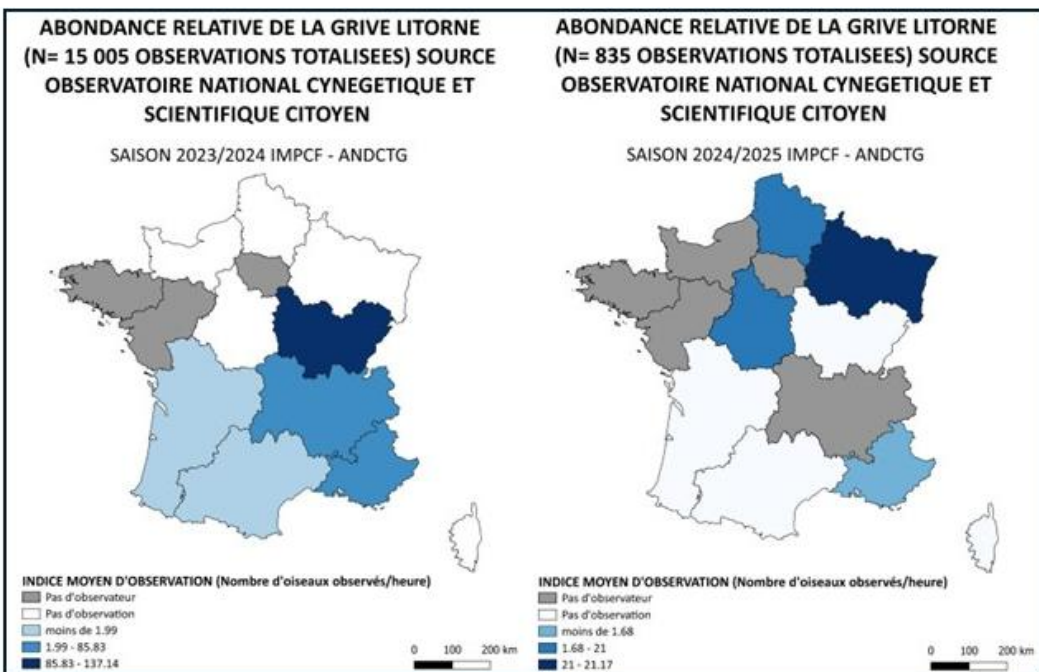 ABONDANCE RELATIVE DE LA GRIVE LITORNE
(N= 15 005 OBSERVATIONS TOTALISEES) SOURCE
OBSERVATOIRE NATIONAL CYNEGETIQUE ET
SCIENTIFIQUE CITOYEN
SAISON 2023/2024 IMPCF - ANDCTG
INDICE MOYEN D'OBSERVATION (Nombre d'oiseaux observés/heure)
Pas d'observateur
Pas d'observation
moins de 1.99
1.99 - 85.83
85.83 - 137.14
0 100 200 km
ABONDANCE RELATIVE DE LA GRIVE LITORNE
(N= 835 OBSERVATIONS TOTALISEES) SOURCE
OBSERVATOIRE NATIONAL CYNEGETIQUE ET
SCIENTIFIQUE CITOYEN
SAISON 2024/2025 IMPCF - ANDCTG
INDICE MOYEN D'OBSERVATION (Nombre d'oiseaux observés/heure)
Pas d'observateur
Pas d'observation
moins de 1.68
1.68 - 21
21 - 21.17
0 100 200 km